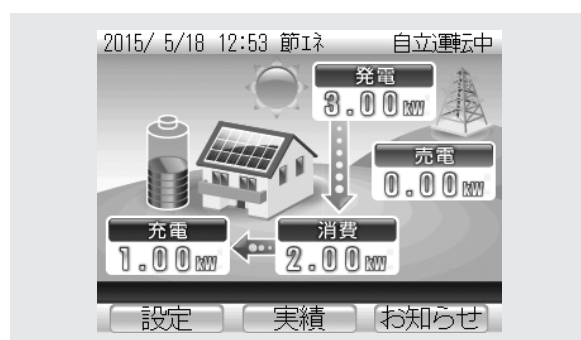 2015/ 5/18 12:53 節ｴﾈ 自立運転中
発電
3.00kW
売電
0.00kW
充電
1.00kW
消費
2.00kW
設定 実績 お知らせ